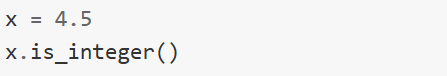 x = 4.5
x.is_integer()